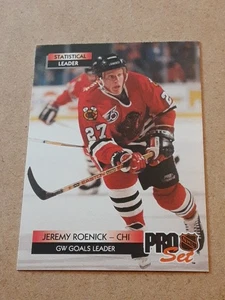 STATISTICAL
LEADER
27
JEREMY ROENICK – CHI
GW GOALS LEADER
PRO
Set